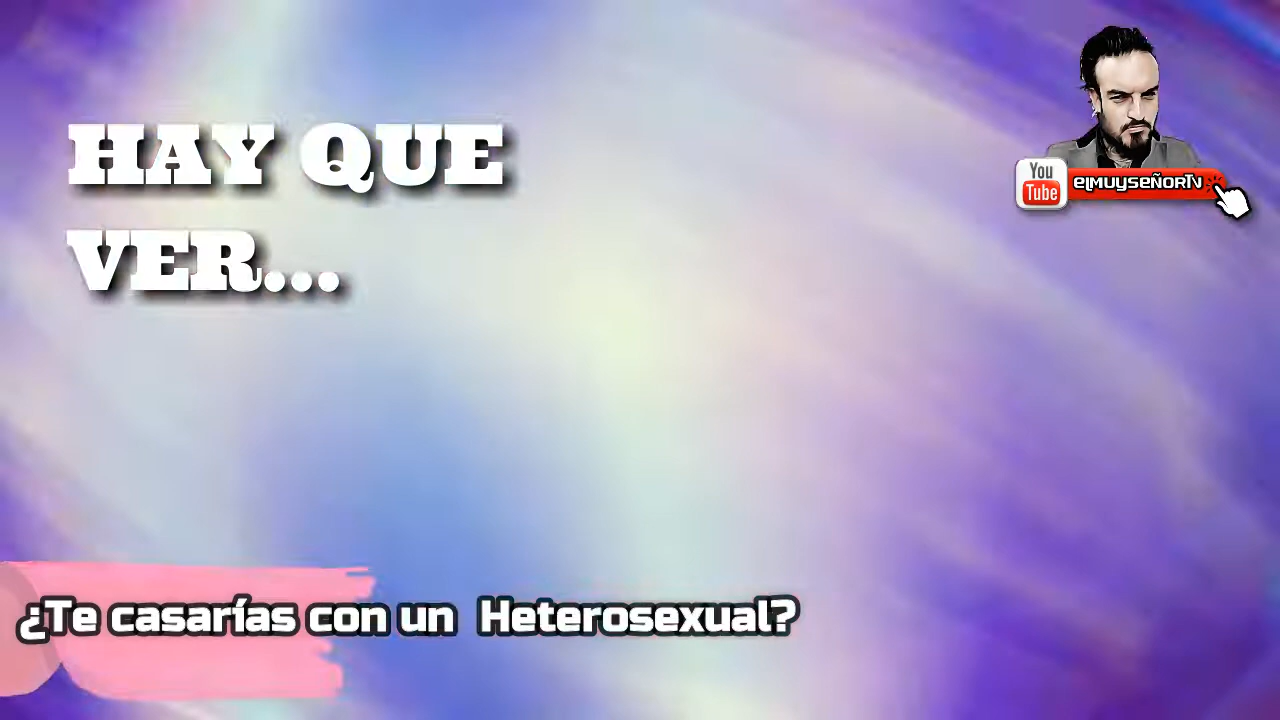 HAY QUE
VER...
You
Tube
elmuyseñortv
¿Te casarías con un Heterosexual?